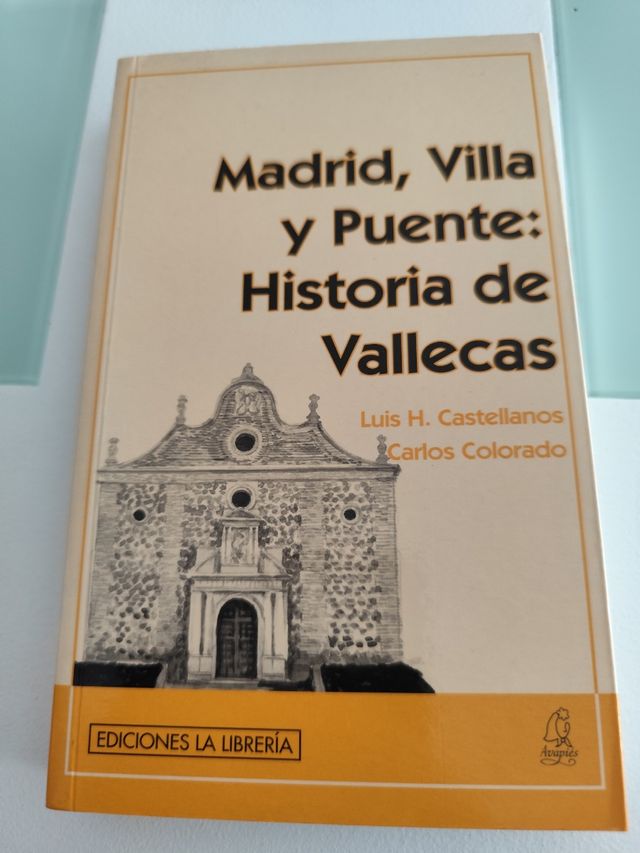 Madrid, Villa
y Puente:
Historia de
Vallecas
Luis H. Castellanos
Carlos Colorado
EDICIONES LA LIBRERÍA
Avapiés